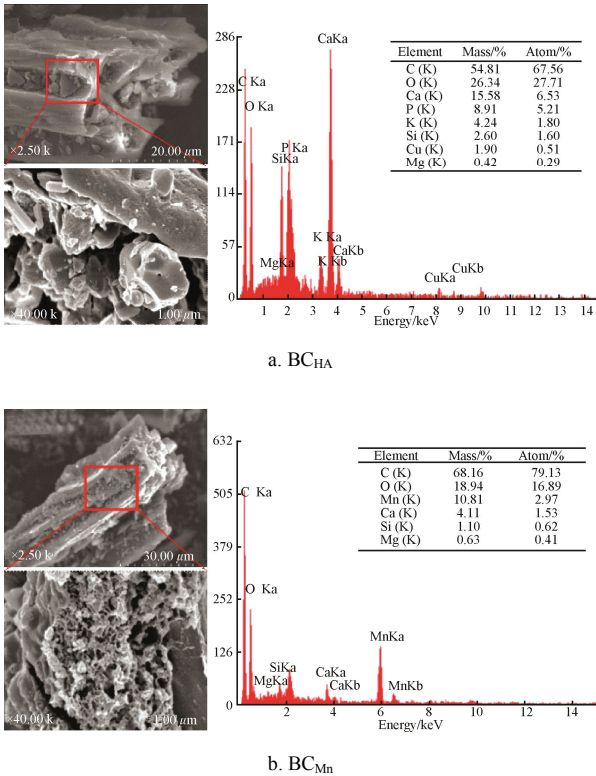 ×2.50 k 20.00 μm
×40.00 k 1.00 μm
286
228
171
114
57
0
C Ka
O Ka
CaKa
P Ka
SiKa
MgKa
K Ka
K Kb
CaKb
CuKa
CuKb
1 2 3 4 5 6 7 8 9 10 11 12 13 14
Energy/keV
Element Mass/% Atom/%
C (K) 54.81 67.56
O (K) 26.34 27.71
Ca (K) 15.58 6.53
P (K) 8.91 5.21
K (K) 4.24 1.80
Si (K) 2.60 1.60
Cu (K) 1.90 0.51
Mg (K) 0.42 0.29
a. BCHA
×2.50 k 30.00 μm
×40.00 k 1.00 μm
632
505
379
252
126
0
C Ka
O Ka
MgKa
SiKa
CaKa
CaKb
MnKa
MnKb
2 4 6 8 10 12 14
Energy/keV
Element Mass/% Atom/%
C (K) 68.16 79.13
O (K) 18.94 16.89
Mn (K) 10.81 2.97
Ca (K) 4.11 1.53
Si (K) 1.10 0.62
Mg (K) 0.63 0.41
b. BCMn